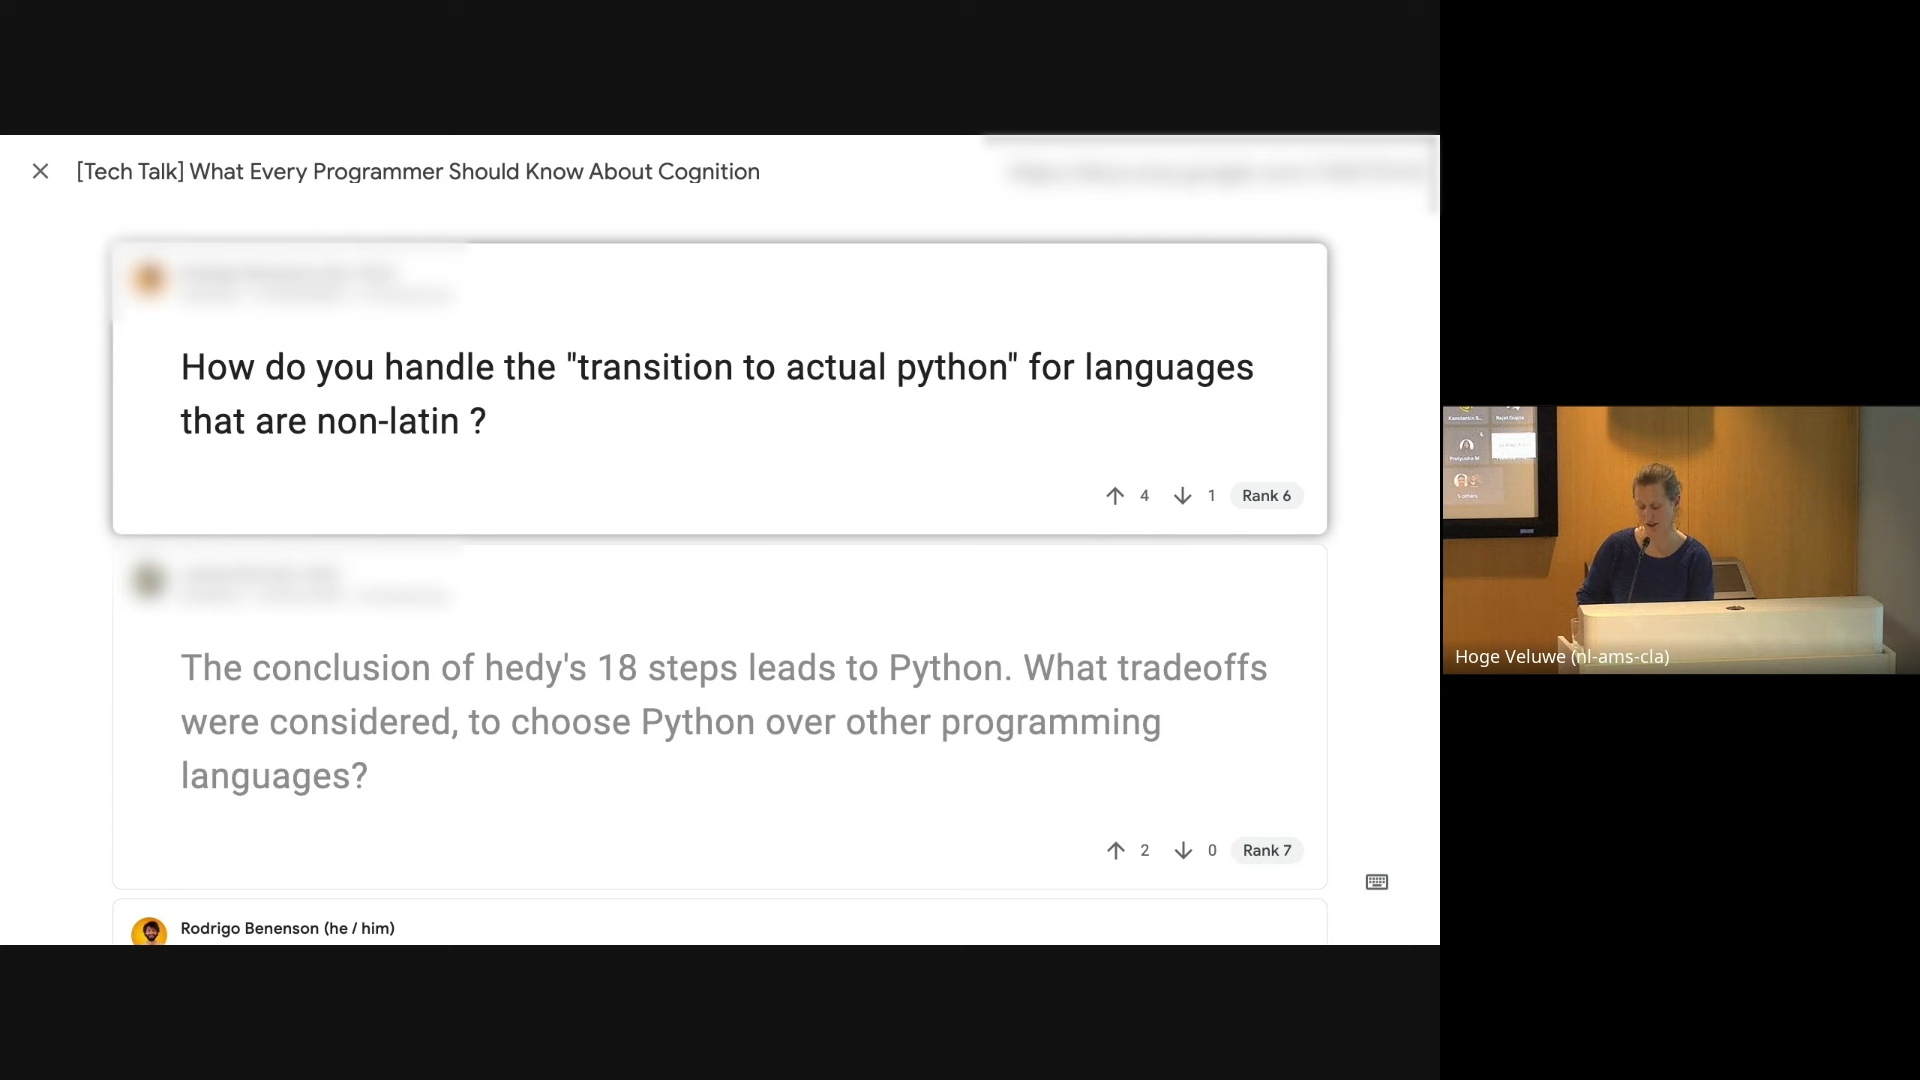 [Tech Talk] What Every Programmer Should Know About Cognition
How do you handle the "transition to actual python" for languages
that are non-latin ?
4 1 Rank 6
The conclusion of hedy's 18 steps leads to Python. What tradeoffs
were considered, to choose Python over other programming
languages?
2 0 Rank 7
Rodrigo Benenson (he / him)
Hoge Veluwe (nl-ams-cla)